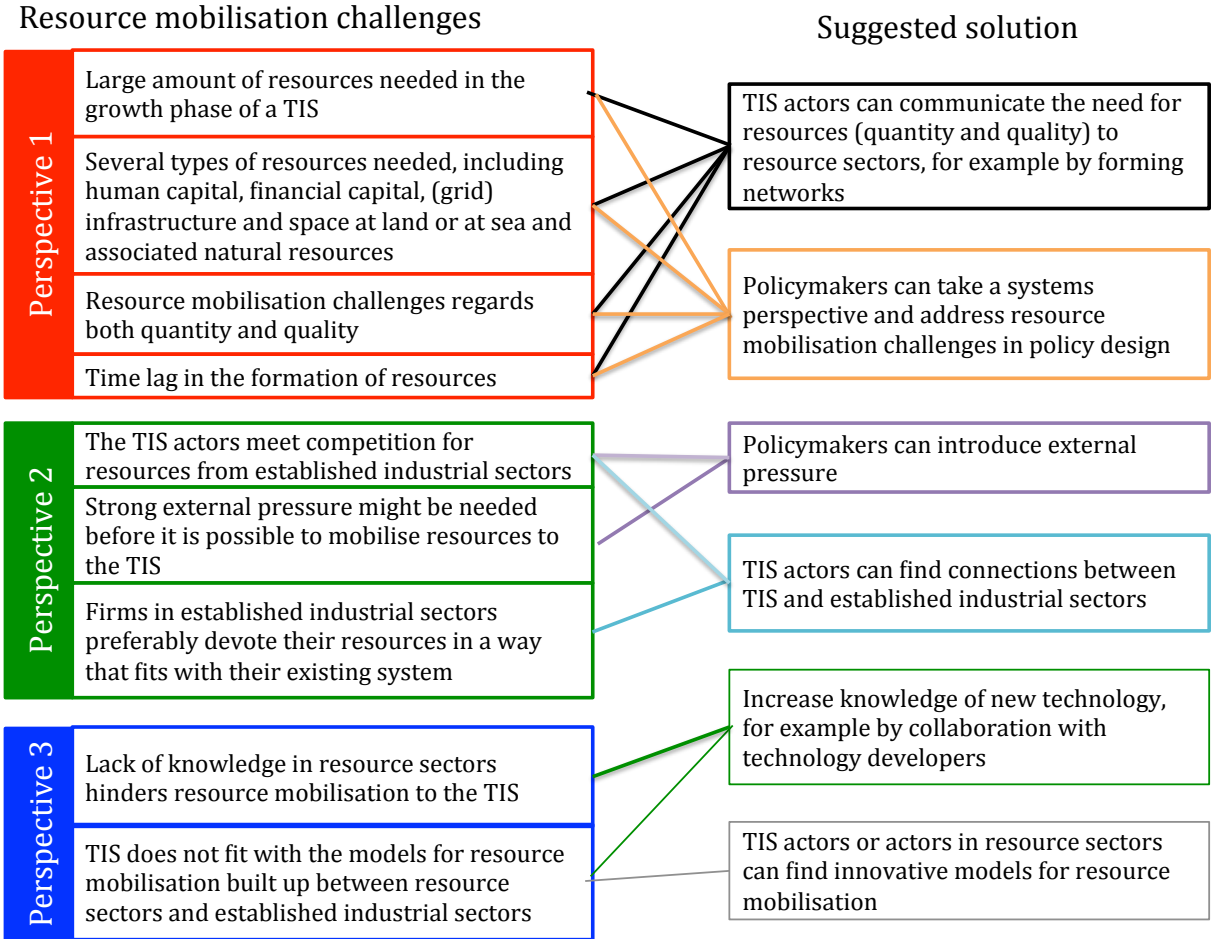 Resource mobilisation challenges
Suggested solution
Perspective 1
Large amount of resources needed in the
growth phase of a TIS
Several types of resources needed, including
human capital, financial capital, (grid)
infrastructure and space at land or at sea and
associated natural resources
Resource mobilisation challenges regards
both quantity and quality
Time lag in the formation of resources
TIS actors can communicate the need for
resources (quantity and quality) to
resource sectors, for example by forming
networks
Policymakers can take a systems
perspective and address resource
mobilisation challenges in policy design
Perspective 2
The TIS actors meet competition for
resources from established industrial sectors
Strong external pressure might be needed
before it is possible to mobilise resources to
the TIS
Firms in established industrial sectors
preferably devote their resources in a way
that fits with their existing system
Policymakers can introduce external
pressure
TIS actors can find connections between
TIS and established industrial sectors
Perspective 3
Lack of knowledge in resource sectors
hinders resource mobilisation to the TIS
TIS does not fit with the models for resource
mobilisation built up between resource
sectors and established industrial sectors
Increase knowledge of new technology,
for example by collaboration with
technology developers
TIS actors or actors in resource sectors
can find innovative models for resource
mobilisation